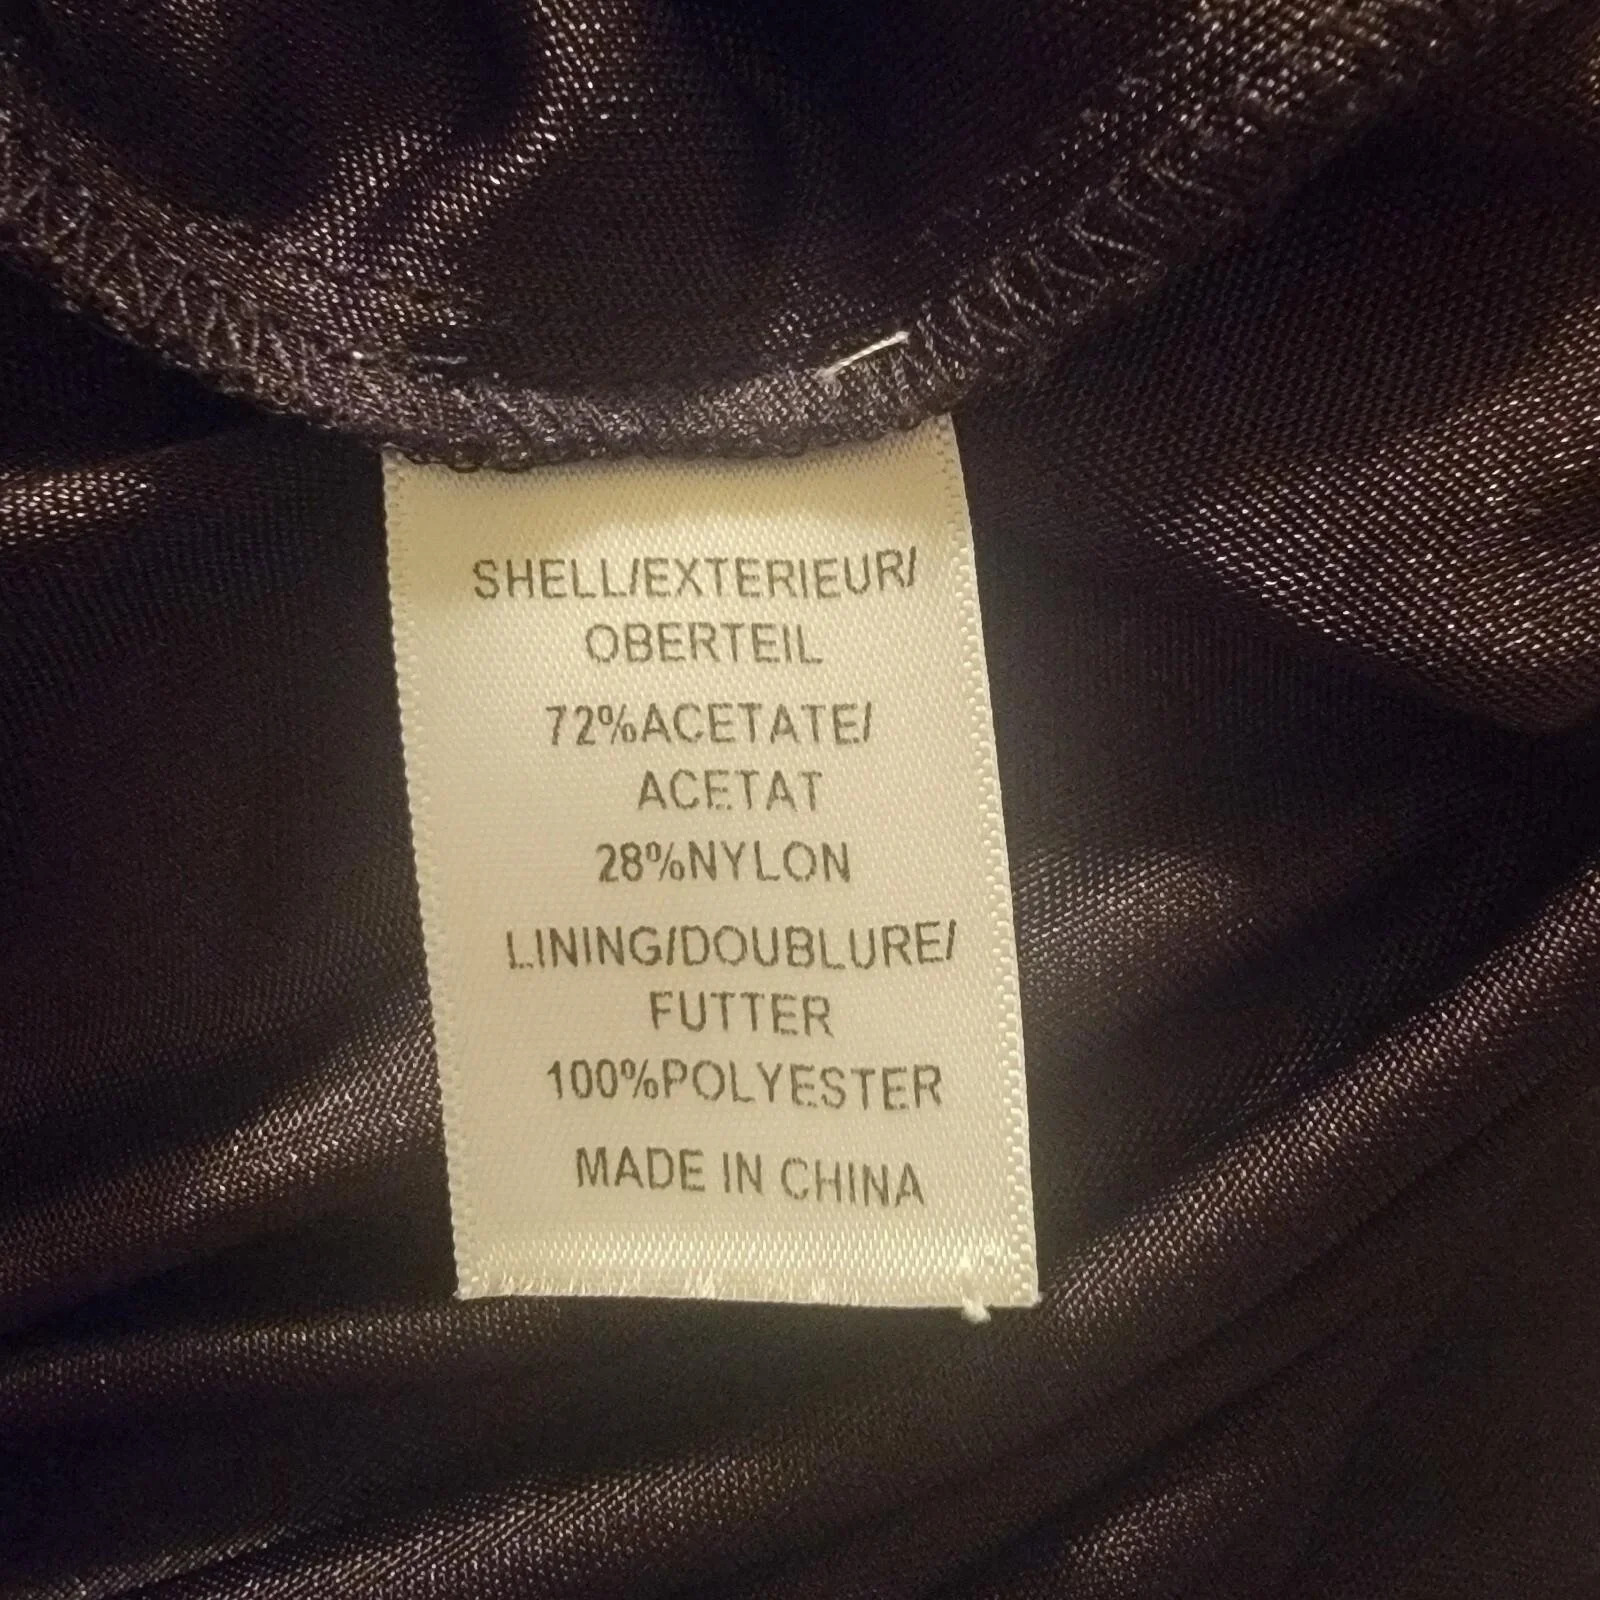 SHELL/EXTERIEUR/
OBERTEIL
72%ACETATE/
ACETAT
28%NYLON
LINING/DOUBLURE/
FUTTER
100%POLYESTER
MADE IN CHINA